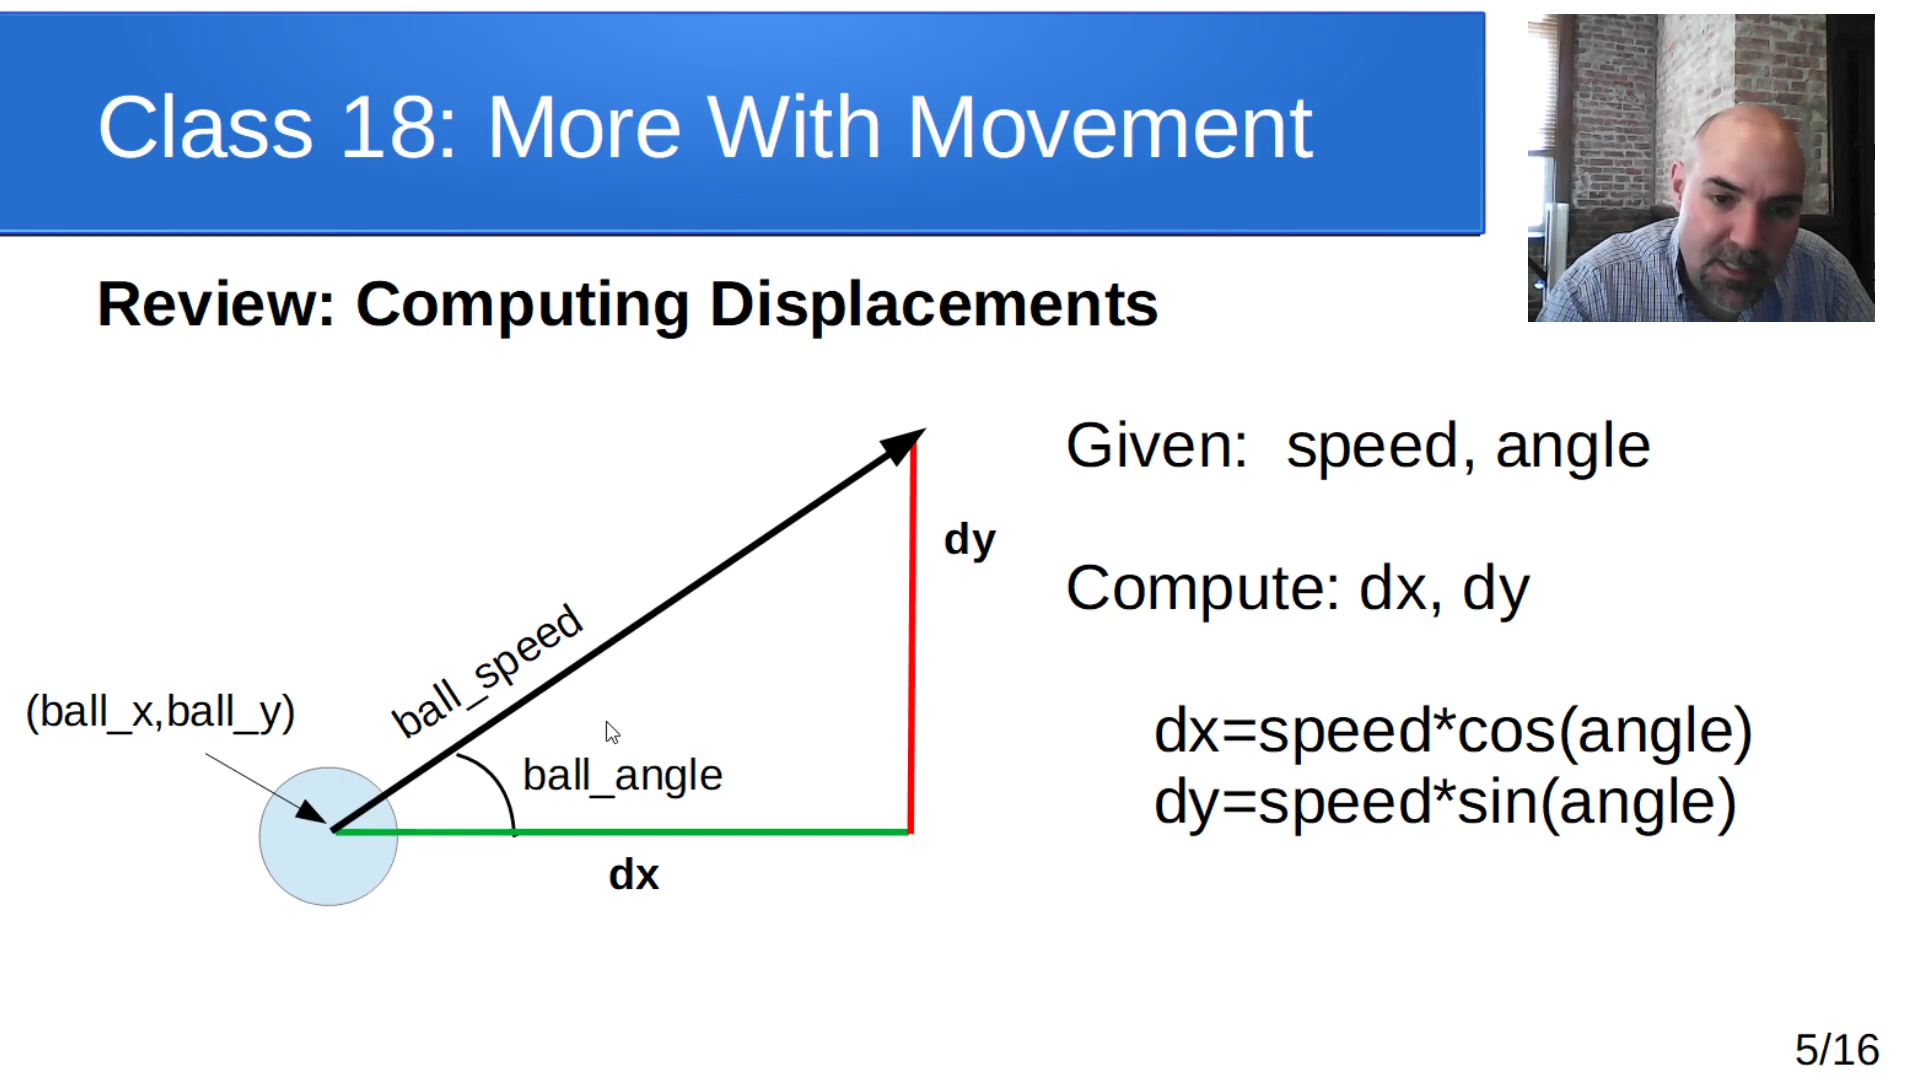 Class 18: More With Movement
Review: Computing Displacements
Given: speed, angle
dy
Compute: dx, dy
ball_speed
(ball_x,ball_y)
dx=speed*cos(angle)
ball_angle
dy=speed*sin(angle)
dx
5/16